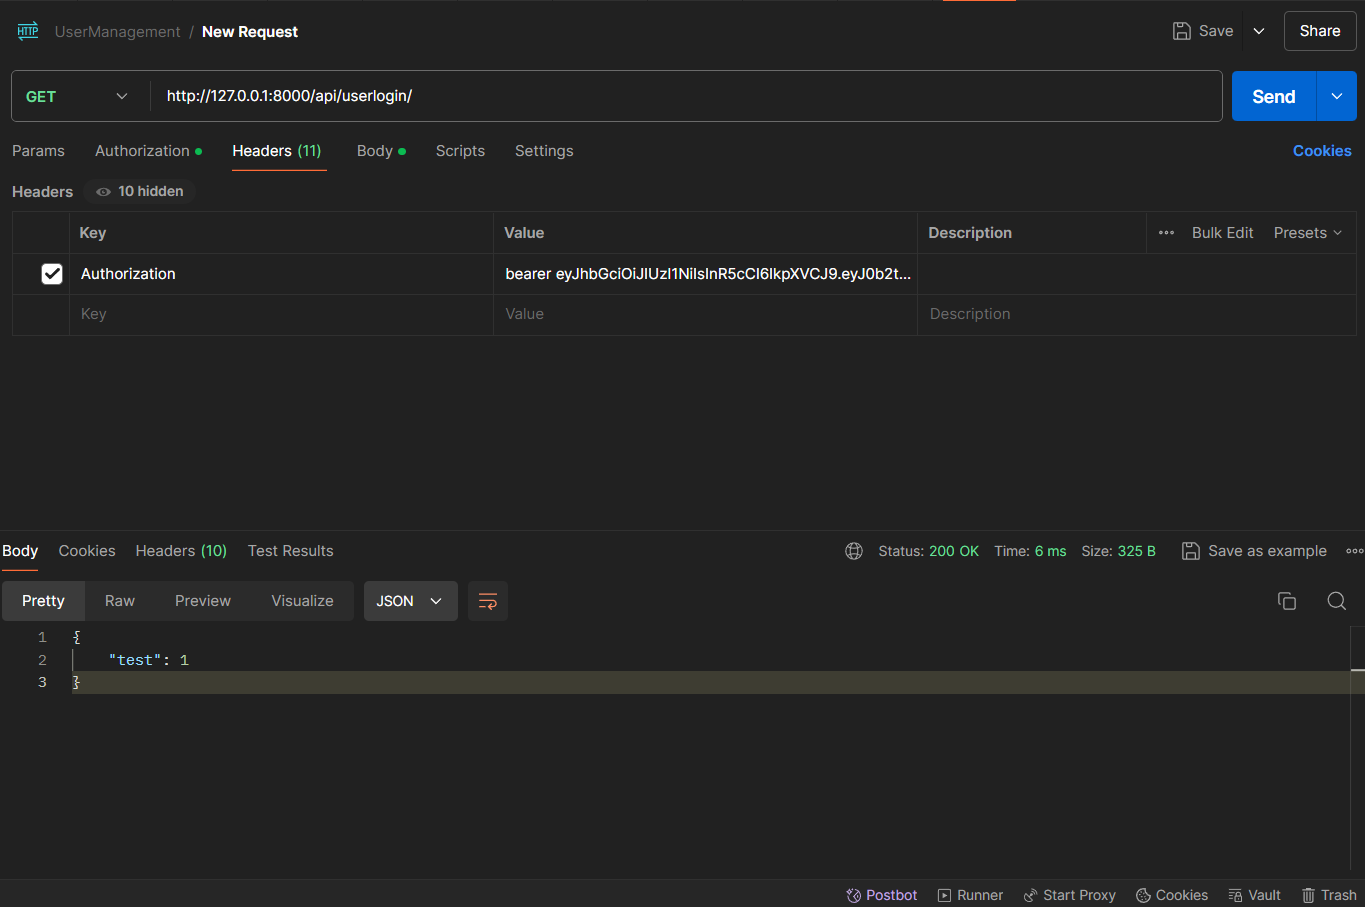 HTTP UserManagement / New Request Save Share
GET http://127.0.0.1:8000/api/userlogin/ Send
Params Authorization Headers (11) Body Scripts Settings Cookies
Headers 10 hidden
Key Value Description Bulk Edit Presets
Authorization bearer eyJhbGciOiJIUzI1NiIsInR5cCI6IkpXVCJ9.eyJ0b2t...
Key Value Description
Body Cookies Headers (10) Test Results Status: 200 OK Time: 6 ms Size: 325 B Save as example
Pretty Raw Preview Visualize JSON
1 {
2 "test": 1
3 }
Postbot Runner Start Proxy Cookies Vault Trash